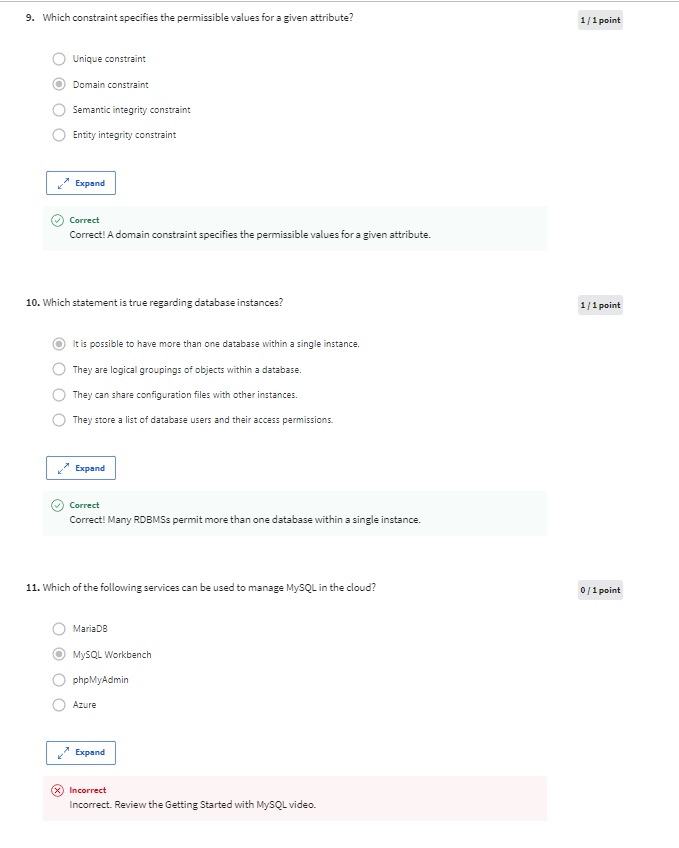 9. Which constraint specifies the permissible values for a given attribute?
1 / 1 point
Unique constraint
Domain constraint
Semantic integrity constraint
Entity integrity constraint
Expand
Correct
Correct! A domain constraint specifies the permissible values for a given attribute.
10. Which statement is true regarding database instances?
1 / 1 point
It is possible to have more than one database within a single instance.
They are logical groupings of objects within a database.
They can share configuration files with other instances.
They store a list of database users and their access permissions.
Expand
Correct
Correct! Many RDBMSs permit more than one database within a single instance.
11. Which of the following services can be used to manage MySQL in the cloud?
0 / 1 point
MariaDB
MySQL Workbench
phpMyAdmin
Azure
Expand
Incorrect
Incorrect. Review the Getting Started with MySQL video.